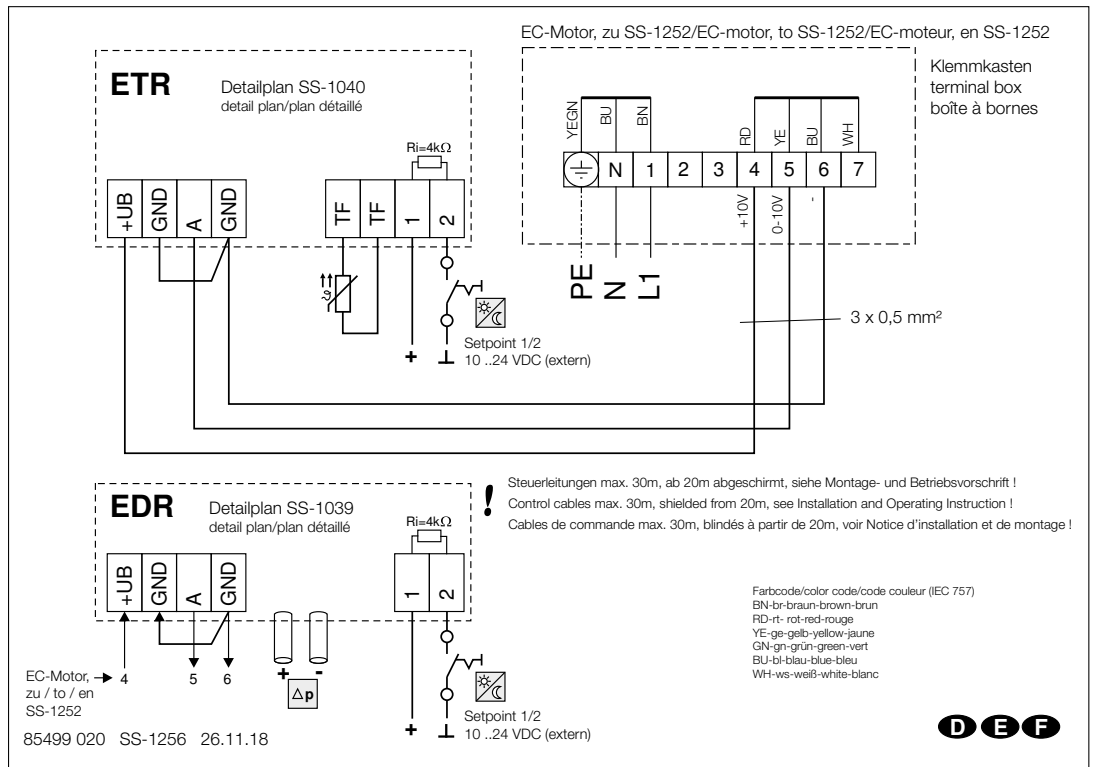 EC-Motor, zu SS-1252/EC-motor, to SS-1252/EC-moteur, en SS-1252
Klemmkasten
terminal box
boîte à bornes
YEGN
BU
BN
RD
YE
BU
WH
N
1
2
3
4
5
6
7
+10V
0-10V
-
PE
N
L1
3 x 0,5 mm²
ETR
Detailplan SS-1040
detail plan/plan détaillé
Ri=4kΩ
+UB
GND
A
GND
TF
TF
1
2
ϑ
+
Setpoint 1/2
10 ..24 VDC (extern)
! Steuerleitungen max. 30m, ab 20m abgeschirmt, siehe Montage- und Betriebsvorschrift !
Control cables max. 30m, shielded from 20m, see Installation and Operating Instruction !
Cables de commande max. 30m, blindés à partir de 20m, voir Notice d'installation et de montage !
EDR
Detailplan SS-1039
detail plan/plan détaillé
Ri=4kΩ
+UB
GND
A
GND
1
2
EC-Motor,
zu / to / en
SS-1252
4
5
6
+
-
Δp
+
Setpoint 1/2
10 ..24 VDC (extern)
Farbcode/color code/code couleur (IEC 757)
BN-br-braun-brown-brun
RD-rt- rot-red-rouge
YE-ge-gelb-yellow-jaune
GN-gn-grün-green-vert
BU-bl-blau-blue-bleu
WH-ws-weiß-white-blanc
85499 020 SS-1256 26.11.18
D E F